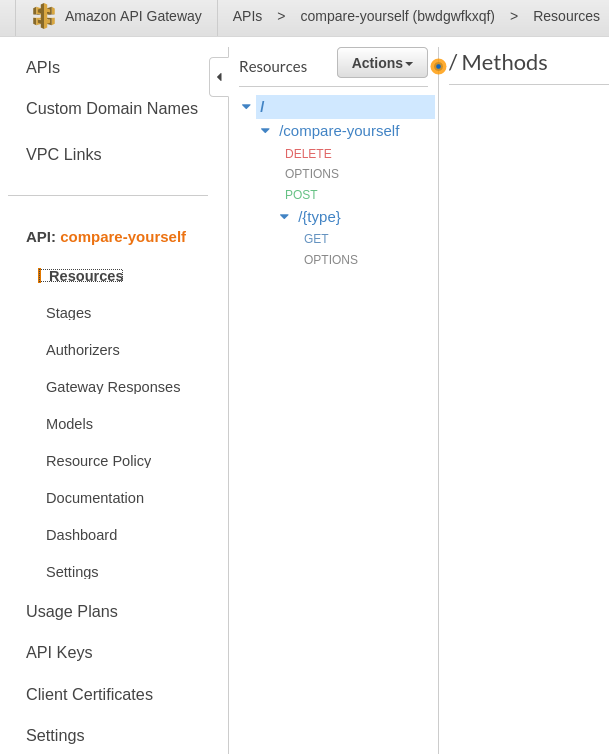 Amazon API Gateway APIs > compare-yourself (bwdgwfkxqf) > Resources
APIs
Custom Domain Names
VPC Links
API: compare-yourself
Resources
Stages
Authorizers
Gateway Responses
Models
Resource Policy
Documentation
Dashboard
Settings
Usage Plans
API Keys
Client Certificates
Settings
Resources Actions
/
/compare-yourself
DELETE
OPTIONS
POST
/{type}
GET
OPTIONS
/ Methods